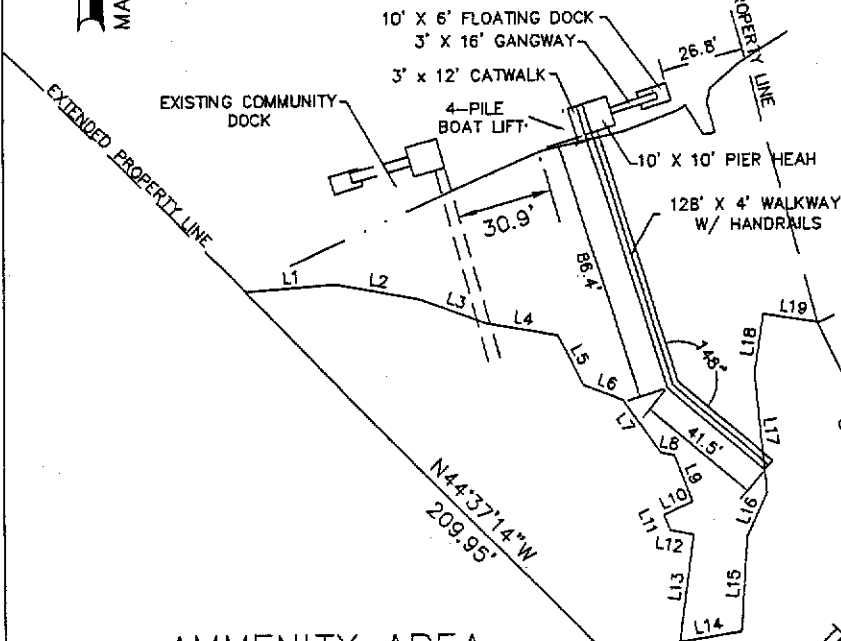 MA
10' X 6' FLOATING DOCK
3' X 16' GANGWAY
3' x 12' CATWALK
26.8'
PROPERTY LINE
EXISTING COMMUNITY
DOCK
4-PILE
BOAT LIFT
10' X 10' PIER HEAH
128' X 4' WALKWAY
W/ HANDRAILS
EXTENDED PROPERTY LINE
30.9'
86.4'
148°
41.5'
L1
L2
L3
L4
L5
L6
L7
L8
L9
L10
L11
L12
L13
L14
L15
L16
L17
L18
L19
N44°37'14"W
209.95'
AMMENITY AREA